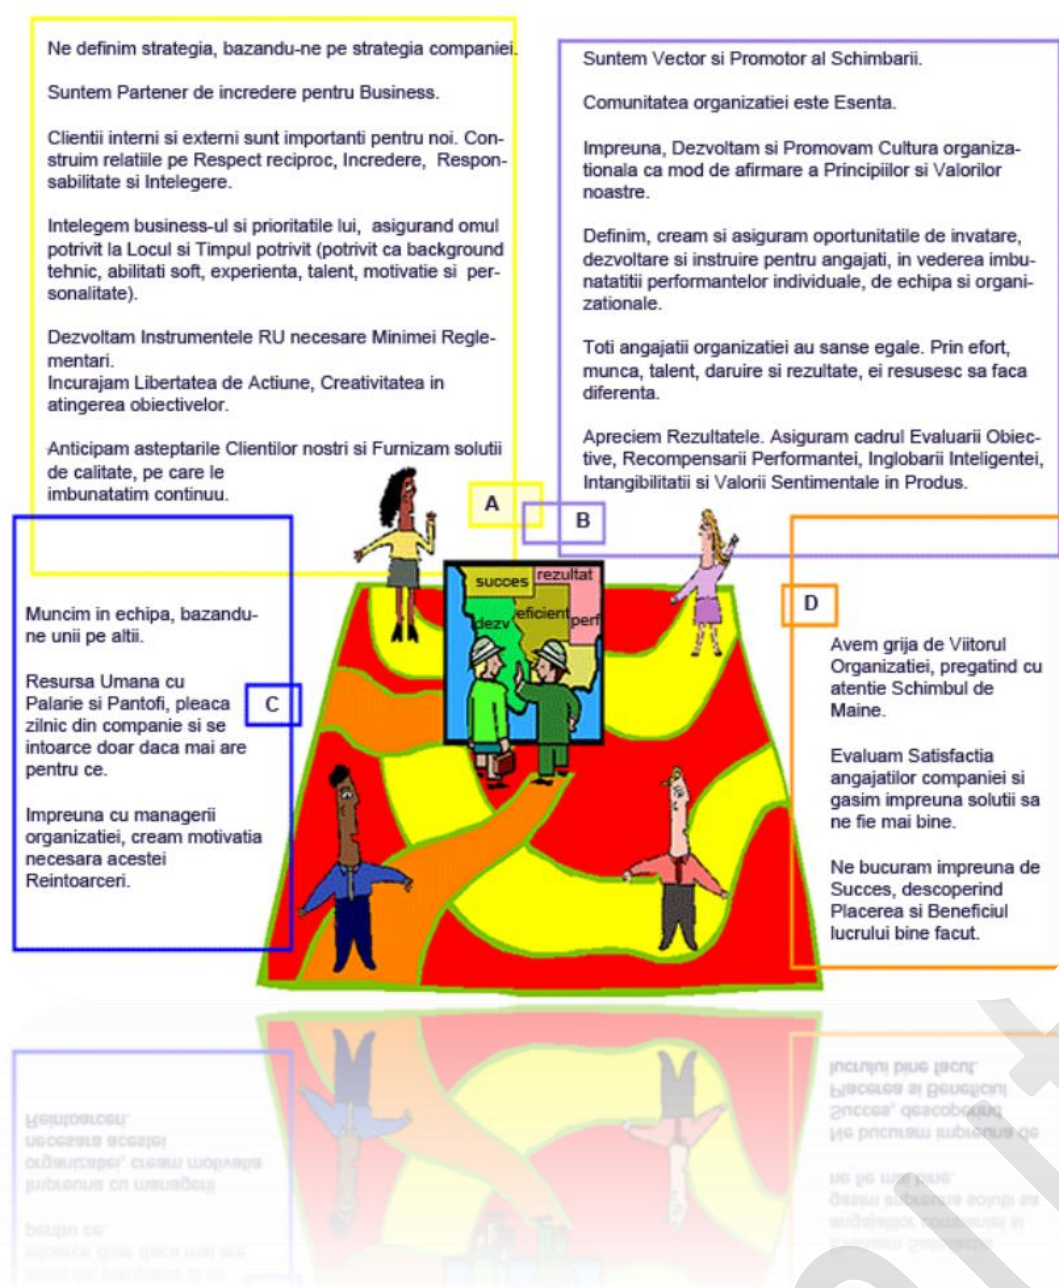 Ne definim strategia, bazandu-ne pe strategia companiei.
Suntem Partener de incredere pentru Business.
Clientii interni si externi sunt importanti pentru noi. Con-
struim relatiile pe Respect reciproc, Incredere, Respon-
sabilitate si Intelegere.
Intelegem business-ul si prioritatile lui, asigurand omul
potrivit la Locul si Timpul potrivit (potrivit ca background
tehnic, abilitati soft, experienta, talent, motivatie si per-
sonalitate).
Dezvoltam Instrumentele RU necesare Minimei Regle-
mentari.
Incurajam Libertatea de Actiune, Creativitatea in
atingerea obiectivelor.
Anticipam asteptarile Clientilor nostri si Furnizam solutii
de calitate, pe care le
imbunatatim continuu.
A
Suntem Vector si Promotor al Schimbarii.
Comunitatea organizatiei este Esenta.
Impreuna, Dezvoltam si Promovam Cultura organiza-
tionala ca mod de afirmare a Principiilor si Valorilor
noastre.
Definim, cream si asiguram oportunitatile de invatare,
dezvoltare si instruire pentru angajati, in vederea imbu-
natatitii performantelor individuale, de echipa si organi-
zationale.
Toti angajatii organizatiei au sanse egale. Prin efort,
munca, talent, daruire si rezultate, ei resusesc sa faca
diferenta.
Apreciem Rezultatele. Asiguram cadrul Evaluarii Obiec-
tive, Recompensarii Performantei, Inglobarii Inteligentei,
Intangibilitatii si Valorii Sentimentale in Produs.
B
succes
rezultat
dezv
eficient
perf
Muncim in echipa, bazandu-
ne unii pe altii.
Resursa Umana cu
Palarie si Pantofi, pleaca
zilnic din companie si se
intoarce doar daca mai are
pentru ce.
Impreuna cu managerii
organizatiei, cream motivatia
necesara acestei
Reintoarceri.
C
D
Avem grija de Viitorul
Organizatiei, pregatind cu
atentie Schimbul de
Maine.
Evaluam Satisfactia
angajatilor companiei si
gasim impreuna solutii sa
ne fie mai bine.
Ne bucuram impreuna de
Succes, descoperind
Placerea si Beneficiul
lucrului bine facut.